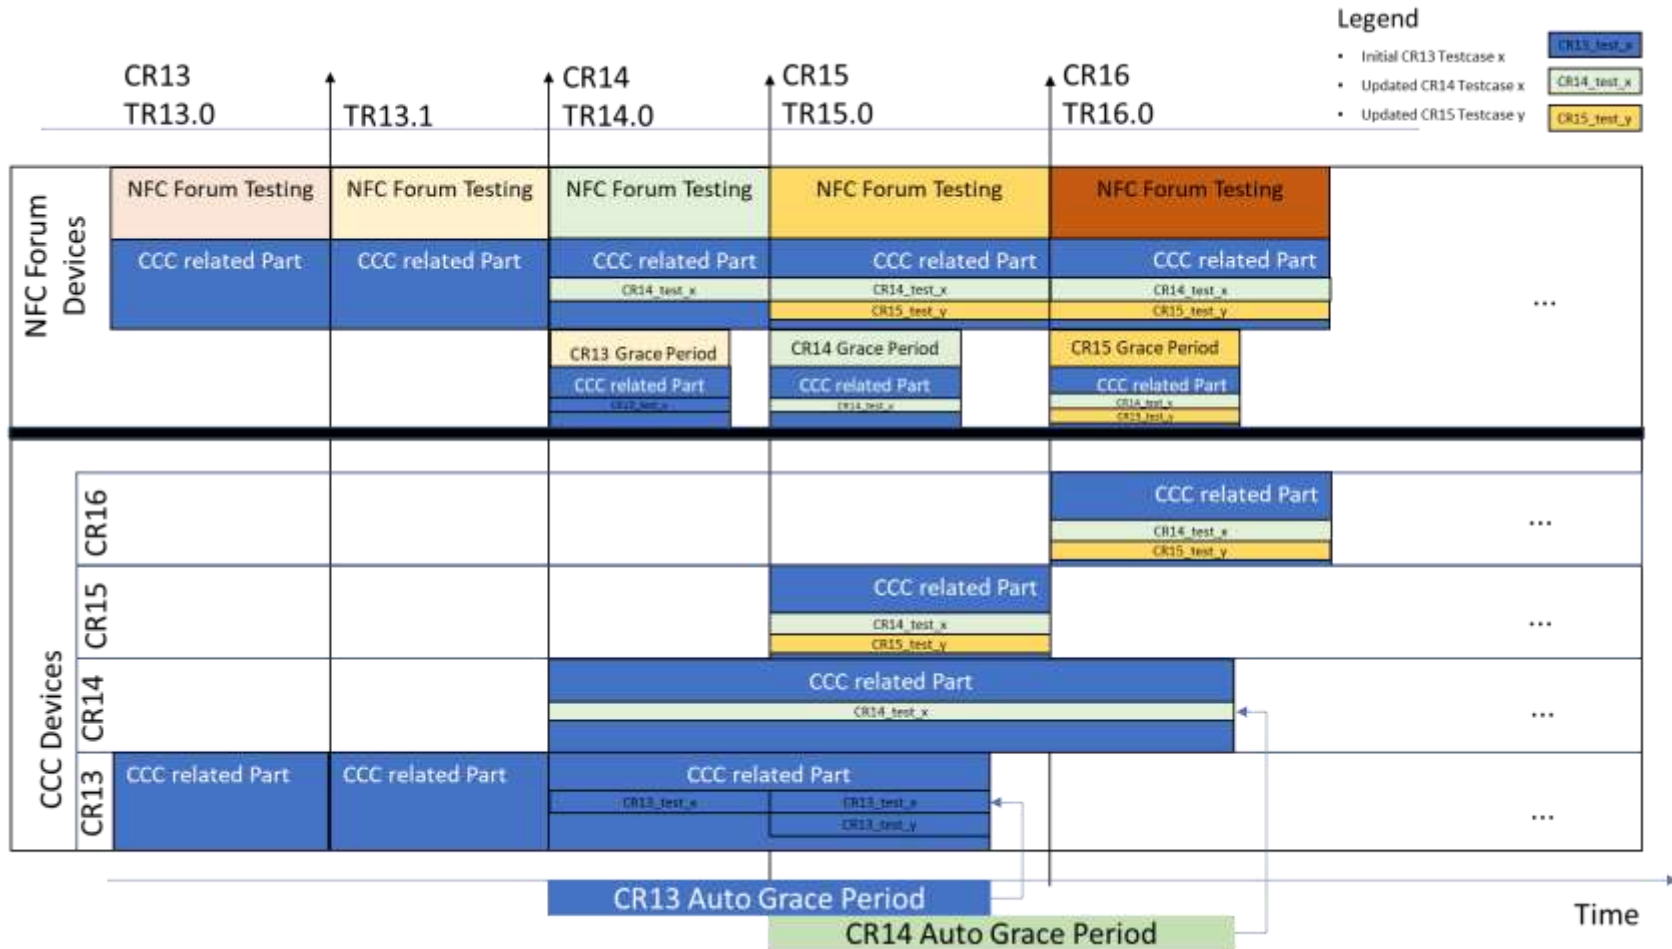 Legend
• Initial CR13 Testcase x
CR13_test_x
• Updated CR14 Testcase x
CR14_test_x
• Updated CR15 Testcase y
CR15_test_y
CR13
TR13.0
TR13.1
CR14
TR14.0
CR15
TR15.0
CR16
TR16.0
NFC Forum Devices
NFC Forum Testing
NFC Forum Testing
NFC Forum Testing
NFC Forum Testing
NFC Forum Testing
CCC related Part
CCC related Part
CCC related Part
CCC related Part
CCC related Part
CR14_test_x
CR14_test_x
CR14_test_x
CR15_test_y
CR15_test_y
...
CR13 Grace Period
CR14 Grace Period
CR15 Grace Period
CCC related Part
CCC related Part
CCC related Part
CR13_test_x
CR14_test_x
CR14_test_x
CR15_test_y
CCC Devices
CR16
CCC related Part
CR14_test_x
CR15_test_y
...
CR15
CCC related Part
CR14_test_x
CR15_test_y
...
CR14
CCC related Part
CR14_test_x
...
CR13
CCC related Part
CCC related Part
CCC related Part
CR13_test_x
CR13_test_x
CR13_test_y
...
CR13 Auto Grace Period
CR14 Auto Grace Period
Time